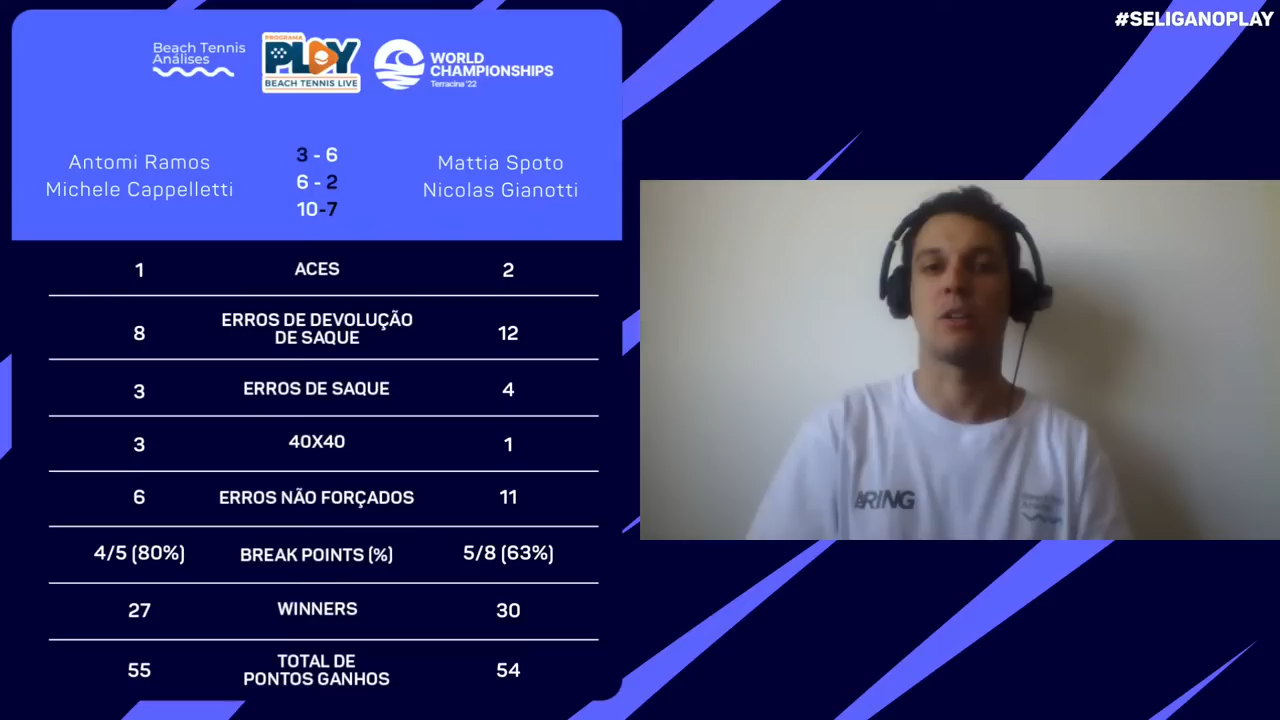 #SELIGANOPLAY
Beach Tennis
Análises
PROGRAMA
PLAY
BEACH TENNIS LIVE
WORLD
CHAMPIONSHIPS
Terracina '22
Antomi Ramos
Michele Cappelletti
3 - 6
6 - 2
10-7
Mattia Spoto
Nicolas Gianotti
1 ACES 2
8 ERROS DE DEVOLUÇÃO
DE SAQUE 12
3 ERROS DE SAQUE 4
3 40X40 1
6 ERROS NÃO FORÇADOS 11
4/5 (80%) BREAK POINTS (%) 5/8 (63%)
27 WINNERS 30
55 TOTAL DE
PONTOS GANHOS 54